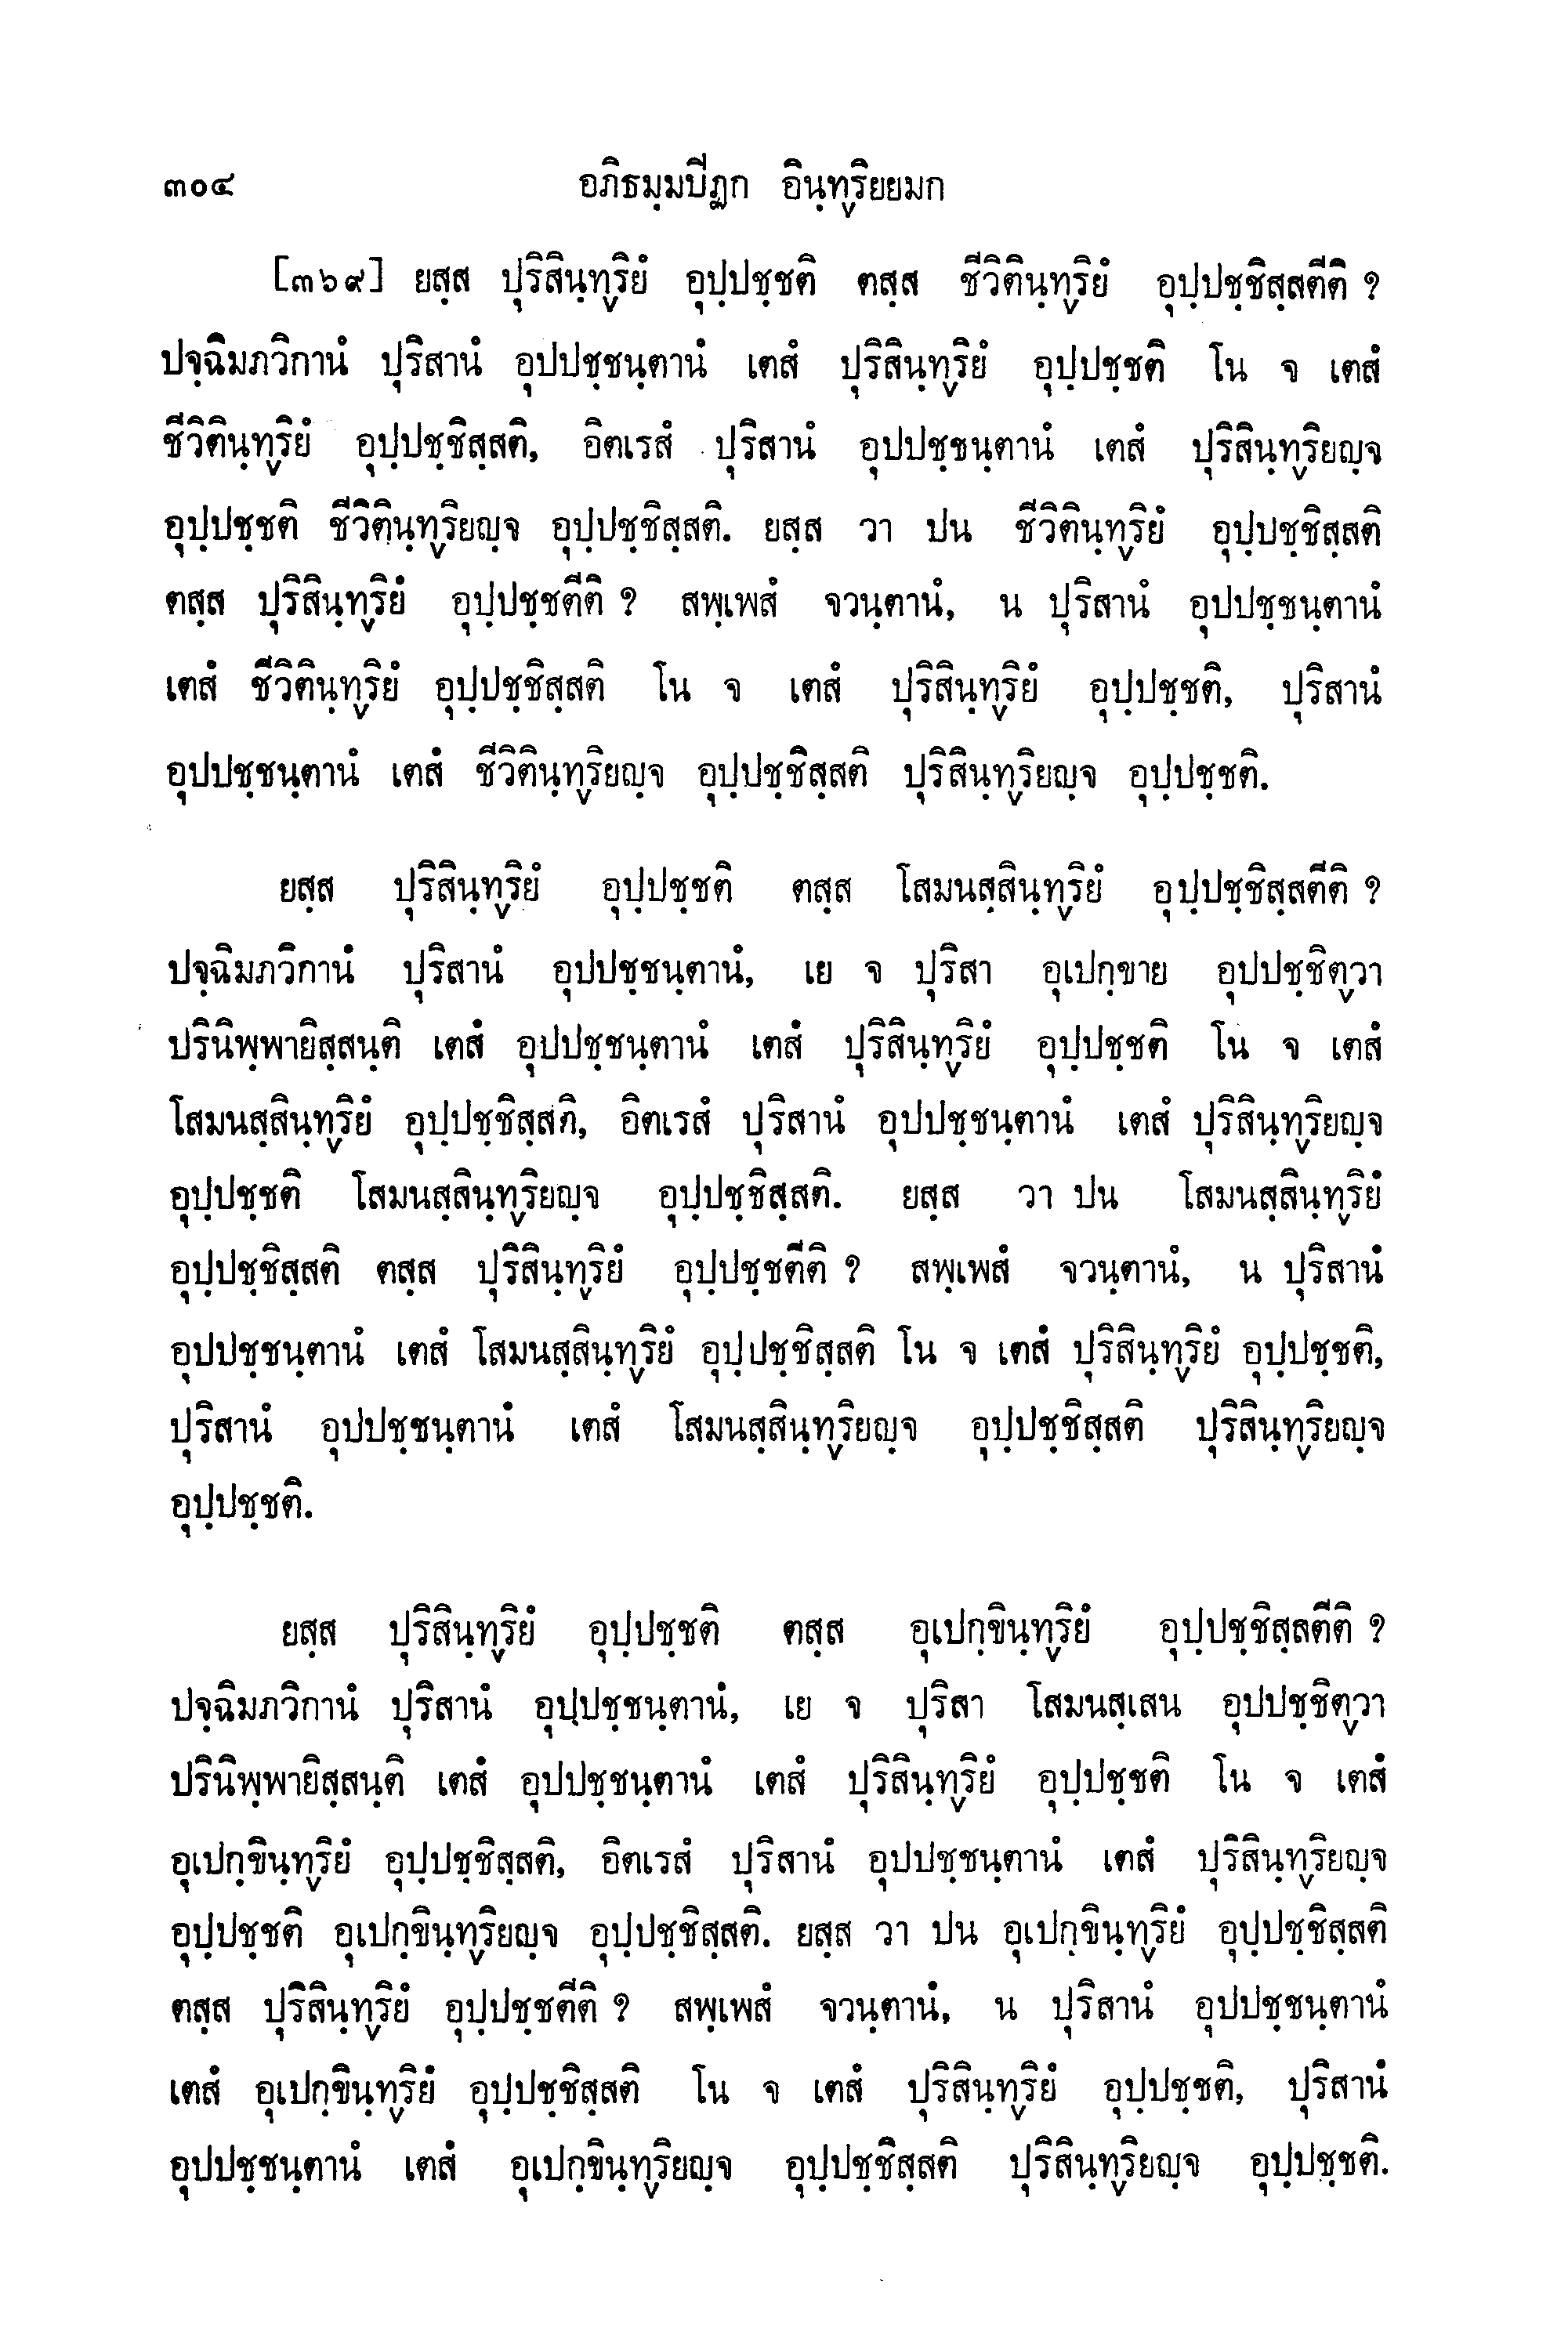 ๓๐๔ อภิธมฺมปีฏก อินฺทฺริยยมก
[๓๖๙] ยสฺส ปุริสินฺทฺริยํ อุปฺปชฺชติ ตสฺส ชีวิตินฺทฺริยํ อุปฺปชฺชิสฺสตีติ ?
ปจฺฉิมภวิกานํ ปุริสานํ อุปปชฺชนฺตานํ เตสํ ปุริสินฺทฺริยํ อุปฺปชฺชติ โน จ เตสํ
ชีวิตินฺทฺริยํ อุปฺปชฺชิสฺสติ, อิตเรสํ ปุริสานํ อุปปชฺชนฺตานํ เตสํ ปุริสินฺทฺริยญฺจ
อุปฺปชฺชติ ชีวิตินฺทฺริยญฺจ อุปฺปชฺชิสฺสติ. ยสฺส วา ปน ชีวิตินฺทฺริยํ อุปฺปชฺชิสฺสติ
ตสฺส ปุริสินฺทฺริยํ อุปฺปชฺชตีติ ? สพฺเพสํ จวนฺตานํ, น ปุริสานํ อุปปชฺชนฺตานํ
เตสํ ชีวิตินฺทฺริยํ อุปฺปชฺชิสฺสติ โน จ เตสํ ปุริสินฺทฺริยํ อุปฺปชฺชติ, ปุริสานํ
อุปปชฺชนฺตานํ เตสํ ชีวิตินฺทฺริยญฺจ อุปฺปชฺชิสฺสติ ปุริสินฺทฺริยญฺจ อุปฺปชฺชติ.
ยสฺส ปุริสินฺทฺริยํ อุปฺปชฺชติ ตสฺส โสมนสฺสินฺทฺริยํ อุปฺปชฺชิสฺสตีติ ?
ปจฺฉิมภวิกานํ ปุริสานํ อุปปชฺชนฺตานํ, เย จ ปุริสา อุเปกฺขาย อุปปชฺชิตฺวา
ปรินิพฺพายิสฺสนฺติ เตสํ อุปปชฺชนฺตานํ เตสํ ปุริสินฺทฺริยํ อุปฺปชฺชติ โน จ เตสํ
โสมนสฺสินฺทฺริยํ อุปฺปชฺชิสฺสติ, อิตเรสํ ปุริสานํ อุปปชฺชนฺตานํ เตสํ ปุริสินฺทฺริยญฺจ
อุปฺปชฺชติ โสมนสฺสินฺทฺริยญฺจ อุปฺปชฺชิสฺสติ. ยสฺส วา ปน โสมนสฺสินฺทฺริยํ
อุปฺปชฺชิสฺสติ ตสฺส ปุริสินฺทฺริยํ อุปฺปชฺชตีติ ? สพฺเพสํ จวนฺตานํ, น ปุริสานํ
อุปปชฺชนฺตานํ เตสํ โสมนสฺสินฺทฺริยํ อุปฺปชฺชิสฺสติ โน จ เตสํ ปุริสินฺทฺริยํ อุปฺปชฺชติ,
ปุริสานํ อุปปชฺชนฺตานํ เตสํ โสมนสฺสินฺทฺริยญฺจ อุปฺปชฺชิสฺสติ ปุริสินฺทฺริยญฺจ
อุปฺปชฺชติ.
ยสฺส ปุริสินฺทฺริยํ อุปฺปชฺชติ ตสฺส อุเปกฺขินฺทฺริยํ อุปฺปชฺชิสฺสตีติ ?
ปจฺฉิมภวิกานํ ปุริสานํ อุปฺปชฺชนฺตานํ, เย จ ปุริสา โสมนสฺเสน อุปปชฺชิตฺวา
ปรินิพฺพายิสฺสนฺติ เตสํ อุปปชฺชนฺตานํ เตสํ ปุริสินฺทฺริยํ อุปฺปชฺชติ โน จ เตสํ
อุเปกฺขินฺทฺริยํ อุปฺปชฺชิสฺสติ, อิตเรสํ ปุริสานํ อุปปชฺชนฺตานํ เตสํ ปุริสินฺทฺริยญฺจ
อุปฺปชฺชติ อุเปกฺขินฺทฺริยญฺจ อุปฺปชฺชิสฺสติ. ยสฺส วา ปน อุเปกฺขินฺทฺริยํ อุปฺปชฺชิสฺสติ
ตสฺส ปุริสินฺทฺริยํ อุปฺปชฺชตีติ ? สพฺเพสํ จวนฺตานํ, น ปุริสานํ อุปปชฺชนฺตานํ
เตสํ อุเปกฺขินฺทฺริยํ อุปฺปชฺชิสฺสติ โน จ เตสํ ปุริสินฺทฺริยํ อุปฺปชฺชติ, ปุริสานํ
อุปปชฺชนฺตานํ เตสํ อุเปกฺขินฺทฺริยญฺจ อุปฺปชฺชิสฺสติ ปุริสินฺทฺริยญฺจ อุปฺปชฺชติ.